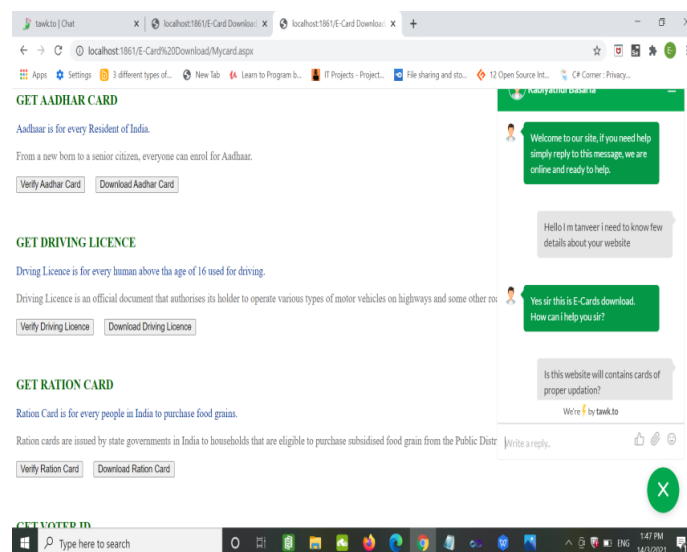 tawk.to | Chat
localhost:1861/E-Card Download
localhost:1861/E-Card Download
localhost:1861/E-Card%20Download/Mycard.aspx
Apps
Settings
3 different types of...
New Tab
Learn to Program b...
IT Projects - Project...
File sharing and sto...
12 Open Source Int...
C# Corner : Privacy...
GET AADHAR CARD
Aadhaar is for every Resident of India.
From a new born to a senior citizen, everyone can enrol for Aadhaar.
Verify Aadhar Card
Download Aadhar Card
GET DRIVING LICENCE
Drving Licence is for every human above tha age of 16 used for driving.
Driving Licence is an official document that authorises its holder to operate various types of motor vehicles on highways and some other
Verify Driving Licence
Download Driving Licence
GET RATION CARD
Ration Card is for every people in India to purchase food grains.
Ration cards are issued by state governments in India to households that are eligible to purchase subsidised food grain from the Public Distr
Verify Ration Card
Download Ration Card
GET VOTER ID
Welcome to our site, if you need help
simply reply to this message, we are
online and ready to help.
Hello I m tanveer i need to know few
details about your website
Yes sir this is E-Cards download.
How can i help you sir?
Is this website will contains cards of
proper updation?
We're by tawk.to
Write a reply..
X
Type here to search
ENG
1:47 PM
14/3/2021